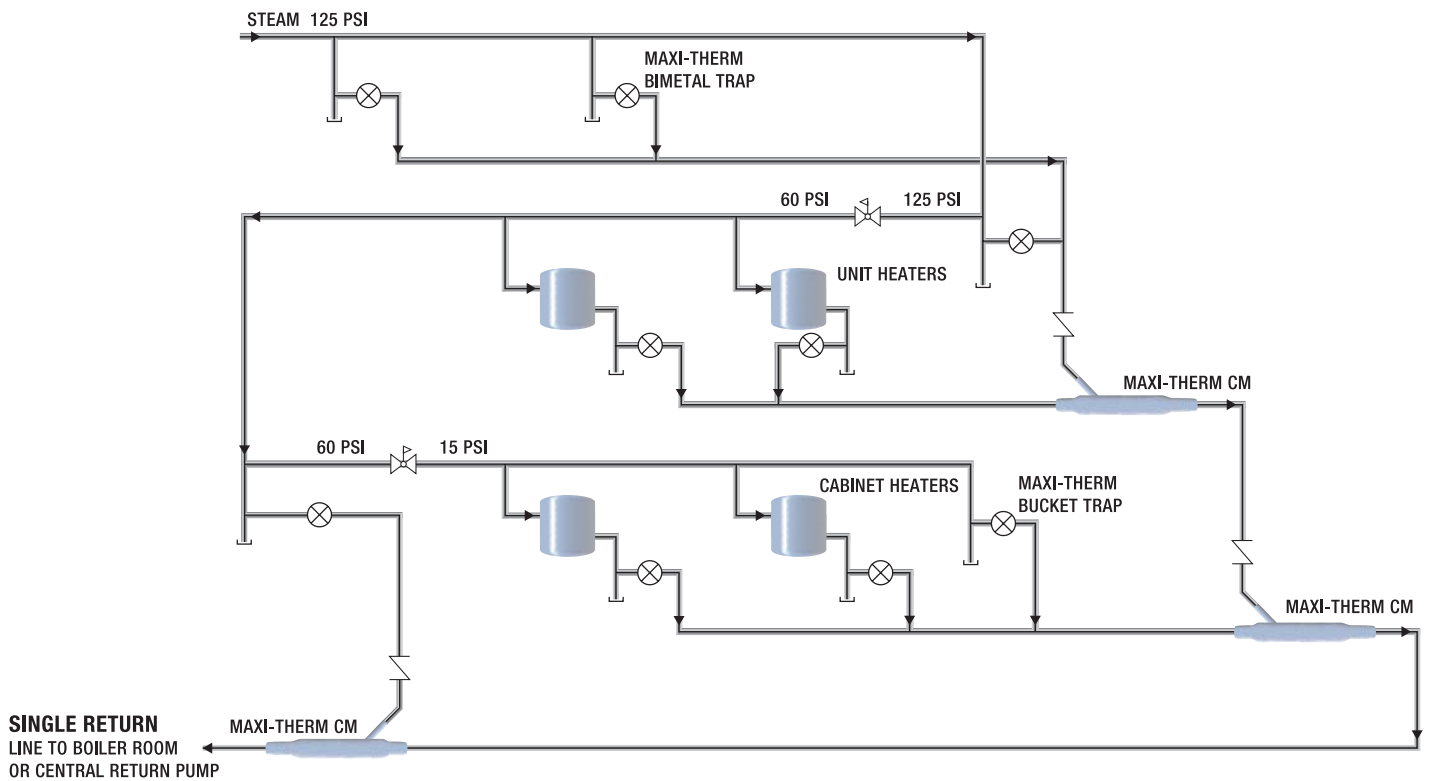 STEAM 125 PSI
MAXI-THERM
BIMETAL TRAP
60 PSI
125 PSI
UNIT HEATERS
MAXI-THERM CM
60 PSI
15 PSI
CABINET HEATERS
MAXI-THERM
BUCKET TRAP
MAXI-THERM CM
SINGLE RETURN
LINE TO BOILER ROOM
OR CENTRAL RETURN PUMP
MAXI-THERM CM